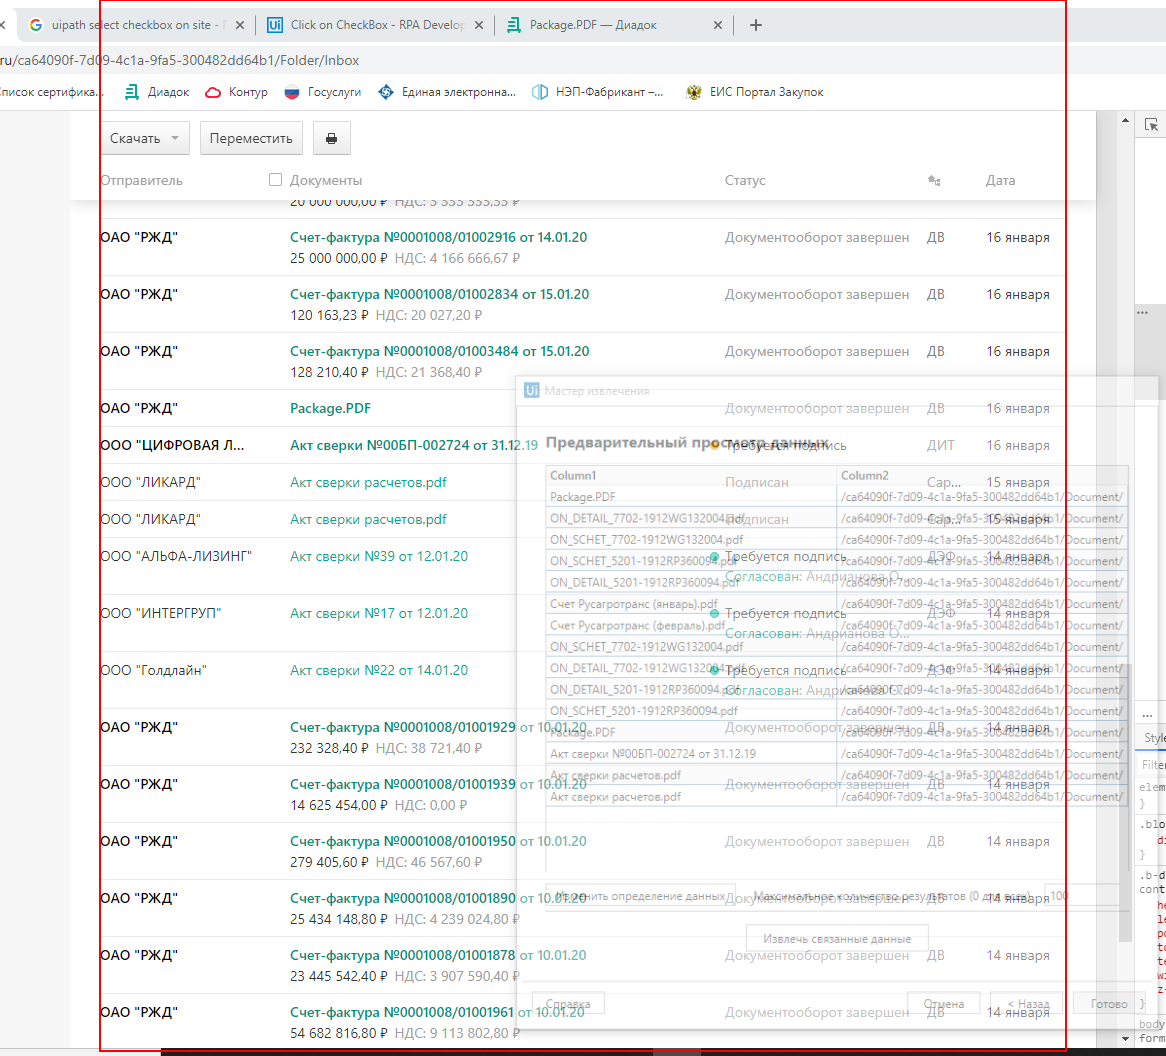 uipath select checkbox on site -
Click on CheckBox - RPA Develop
Package.PDF — Диадок
ru/ca64090f-7d09-4c1a-9fa5-300482dd64b1/Folder/Inbox
список сертифика...
Диадок
Контур
Госуслуги
Единая электронна...
НЭП-Фабрикант –...
ЕИС Портал Закупок
Скачать
Переместить
Отправитель
Документы
Статус
Дата
20 000 000,00 ₽ НДС: 3 333 333,33 ₽
ОАО "РЖД" Счет-фактура №0001008/01002916 от 14.01.20 Документооборот завершен ДВ 16 января
25 000 000,00 ₽ НДС: 4 166 666,67 ₽
ОАО "РЖД" Счет-фактура №0001008/01002834 от 15.01.20 Документооборот завершен ДВ 16 января
120 163,23 ₽ НДС: 20 027,20 ₽
ОАО "РЖД" Счет-фактура №0001008/01003484 от 15.01.20 Документооборот завершен ДВ 16 января
128 210,40 ₽ НДС: 21 368,40 ₽
Ui Мастер извлечения
ОАО "РЖД" Package.PDF Документооборот завершен ДВ 16 января
ООО "ЦИФРОВАЯ Л... Акт сверки №00БП-002724 от 31.12.19 Требуется подпись ДИТ 16 января
Предварительный просмотр данных
ООО "ЛИКАРД" Акт сверки расчетов.pdf Подписан Сар... 15 января
ООО "ЛИКАРД" Акт сверки расчетов.pdf Подписан Сар... 15 января
ООО "АЛЬФА-ЛИЗИНГ" Акт сверки №39 от 12.01.20 Требуется подпись ДЭФ 14 января
Согласован: Андрианова О...
ООО "ИНТЕРГРУП" Акт сверки №17 от 12.01.20 Требуется подпись ДЭФ 14 января
Согласован: Андрианова О...
ООО "Голдлайн" Акт сверки №22 от 14.01.20 Требуется подпись ДЭФ 14 января
Согласован: Андрианова О...
ОАО "РЖД" Счет-фактура №0001008/01001929 от 10.01.20 Документооборот завершен ДВ 14 января
232 328,40 ₽ НДС: 38 721,40 ₽
ОАО "РЖД" Счет-фактура №0001008/01001939 от 10.01.20 Документооборот завершен ДВ 14 января
14 625 454,00 ₽ НДС: 0,00 ₽
ОАО "РЖД" Счет-фактура №0001008/01001950 от 10.01.20 Документооборот завершен ДВ 14 января
279 405,60 ₽ НДС: 46 567,60 ₽
ОАО "РЖД" Счет-фактура №0001008/01001890 от 10.01.20 Документооборот завершен ДВ 14 января
25 434 148,80 ₽ НДС: 4 239 024,80 ₽
ОАО "РЖД" Счет-фактура №0001008/01001878 от 10.01.20 Документооборот завершен ДВ 14 января
23 445 542,40 ₽ НДС: 3 907 590,40 ₽
ОАО "РЖД" Счет-фактура №0001008/01001961 от 10.01.20 Документооборот завершен ДВ 14 января
54 682 816,80 ₽ НДС: 9 113 802,80 ₽
Column1 Column2
Package.PDF /ca64090f-7d09-4c1a-9fa5-300482dd64b1/Document/
ON_DETAIL_7702-1912WG132004.pdf /ca64090f-7d09-4c1a-9fa5-300482dd64b1/Document/
ON_SCHET_7702-1912WG132004.pdf /ca64090f-7d09-4c1a-9fa5-300482dd64b1/Document/
ON_SCHET_5201-1912RP360094.pdf /ca64090f-7d09-4c1a-9fa5-300482dd64b1/Document/
ON_DETAIL_5201-1912RP360094.pdf /ca64090f-7d09-4c1a-9fa5-300482dd64b1/Document/
Счет Русагротранс (январь).pdf /ca64090f-7d09-4c1a-9fa5-300482dd64b1/Document/
Счет Русагротранс (февраль).pdf /ca64090f-7d09-4c1a-9fa5-300482dd64b1/Document/
ON_SCHET_7702-1912WG132004.pdf /ca64090f-7d09-4c1a-9fa5-300482dd64b1/Document/
ON_DETAIL_7702-1912WG132004.pdf /ca64090f-7d09-4c1a-9fa5-300482dd64b1/Document/
ON_DETAIL_5201-1912RP360094.pdf /ca64090f-7d09-4c1a-9fa5-300482dd64b1/Document/
ON_SCHET_5201-1912RP360094.pdf /ca64090f-7d09-4c1a-9fa5-300482dd64b1/Document/
Package.PDF /ca64090f-7d09-4c1a-9fa5-300482dd64b1/Document/
Акт сверки №00БП-002724 от 31.12.19 /ca64090f-7d09-4c1a-9fa5-300482dd64b1/Document/
Акт сверки расчетов.pdf /ca64090f-7d09-4c1a-9fa5-300482dd64b1/Document/
Акт сверки расчетов.pdf /ca64090f-7d09-4c1a-9fa5-300482dd64b1/Document/
Изменить определение данных
Максимальное количество результатов (0 для всех) 100
Извлечь связанные данные
Справка
Отмена
< Назад
Готово
...
...
Style
Filter
elem
}
.blo
di
}
.b-d
cont
he
le
po
to
te
wi
z-
}
body
form